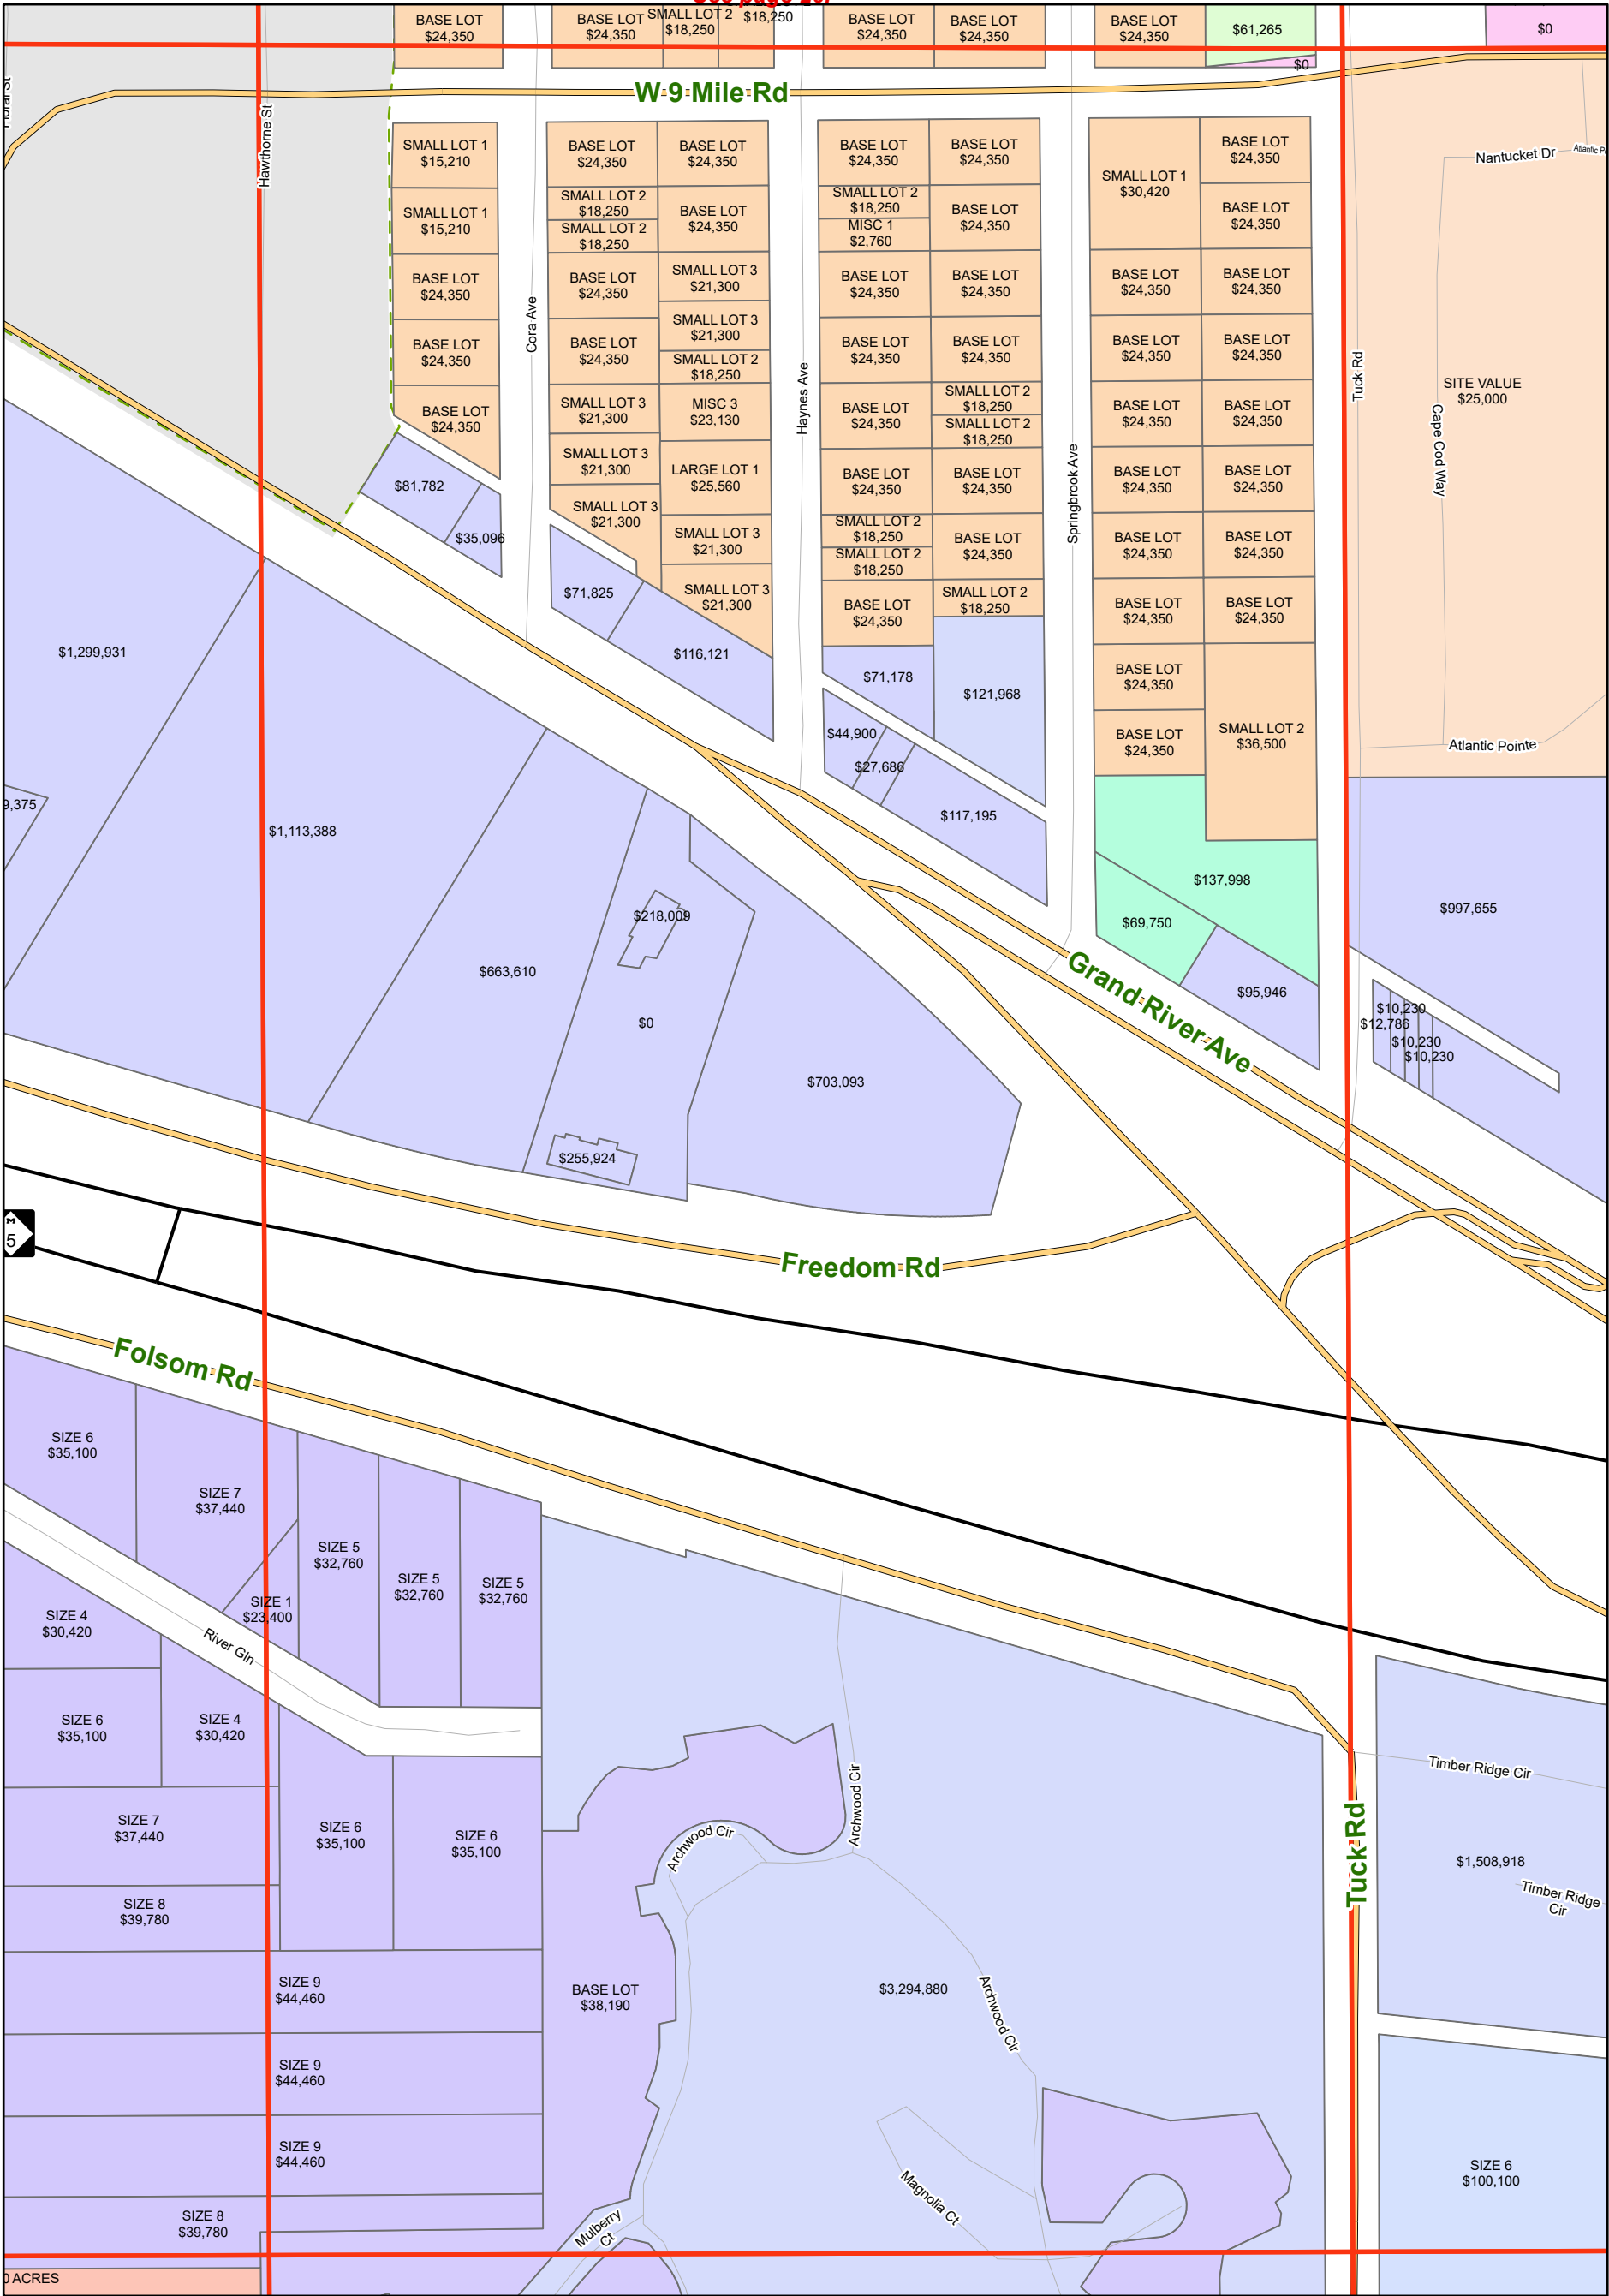 BASE LOT
$24,350
BASE LOT
$24,350
SMALL LOT 2
$18,250
$18,250
BASE LOT
$24,350
BASE LOT
$24,350
BASE LOT
$24,350
$61,265
$0
$0
W 9 Mile Rd
Hawthorne St
SMALL LOT 1
$15,210
SMALL LOT 1
$15,210
BASE LOT
$24,350
BASE LOT
$24,350
BASE LOT
$24,350
$81,782
$35,096
Cora Ave
BASE LOT
$24,350
SMALL LOT 2
$18,250
SMALL LOT 2
$18,250
BASE LOT
$24,350
BASE LOT
$24,350
SMALL LOT 3
$21,300
SMALL LOT 3
$21,300
SMALL LOT 3
$21,300
$71,825
$116,121
BASE LOT
$24,350
BASE LOT
$24,350
SMALL LOT 3
$21,300
SMALL LOT 3
$21,300
SMALL LOT 2
$18,250
MISC 3
$23,130
LARGE LOT 1
$25,560
SMALL LOT 3
$21,300
SMALL LOT 3
$21,300
Haynes Ave
BASE LOT
$24,350
SMALL LOT 2
$18,250
MISC 1
$2,760
BASE LOT
$24,350
BASE LOT
$24,350
BASE LOT
$24,350
BASE LOT
$24,350
SMALL LOT 2
$18,250
SMALL LOT 2
$18,250
BASE LOT
$24,350
$71,178
$44,900
$27,686
$117,195
BASE LOT
$24,350
BASE LOT
$24,350
BASE LOT
$24,350
BASE LOT
$24,350
SMALL LOT 2
$18,250
SMALL LOT 2
$18,250
BASE LOT
$24,350
BASE LOT
$24,350
SMALL LOT 2
$18,250
$121,968
Springbrook Ave
SMALL LOT 1
$30,420
BASE LOT
$24,350
BASE LOT
$24,350
BASE LOT
$24,350
BASE LOT
$24,350
BASE LOT
$24,350
BASE LOT
$24,350
BASE LOT
$24,350
BASE LOT
$24,350
BASE LOT
$24,350
BASE LOT
$24,350
BASE LOT
$24,350
BASE LOT
$24,350
BASE LOT
$24,350
BASE LOT
$24,350
BASE LOT
$24,350
BASE LOT
$24,350
SMALL LOT 2
$36,500
$137,998
$69,750
$95,946
Tuck Rd
Nantucket Dr
SITE VALUE
$25,000
Cape Cod Way
Atlantic Pointe
$997,655
$10,230
$12,786
$10,230
$10,230
$1,299,931
9,375
$1,113,388
$663,610
$218,009
$0
$255,924
$703,093
Grand River Ave
Freedom Rd
M
5
Folsom Rd
SIZE 6
$35,100
SIZE 7
$37,440
SIZE 5
$32,760
SIZE 5
$32,760
SIZE 5
$32,760
SIZE 1
$23,400
SIZE 4
$30,420
River Gln
SIZE 6
$35,100
SIZE 4
$30,420
SIZE 7
$37,440
SIZE 6
$35,100
SIZE 6
$35,100
SIZE 8
$39,780
SIZE 9
$44,460
SIZE 9
$44,460
SIZE 9
$44,460
SIZE 8
$39,780
0 ACRES
BASE LOT
$38,190
Archwood Cir
Archwood Cir
$3,294,880
Archwood Cir
Magnolia Ct
Mulberry
Ct
Tuck Rd
Timber Ridge Cir
$1,508,918
Timber Ridge
Cir
SIZE 6
$100,100